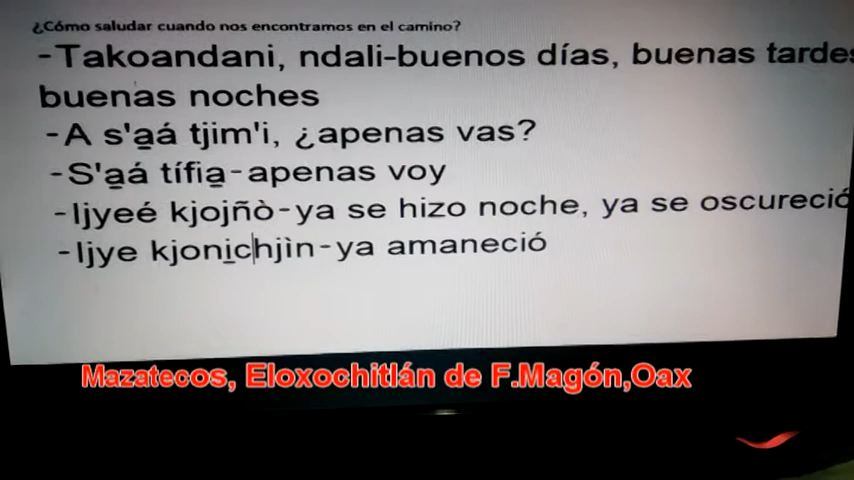 ¿Cómo saludar cuando nos encontramos en el camino?
-Takoandani, ndali-buenos días, buenas tardes
buenas noches
-A s'a̱á tjim'i, ¿apenas vas?
-S'a̱á tífia̱-apenas voy
-Ijyeé kjojñò-ya se hizo noche, ya se oscureció
-Ijye kjoni̱chjìn-ya amaneció
Mazatecos, Eloxochitlán de F.Magón,Oax